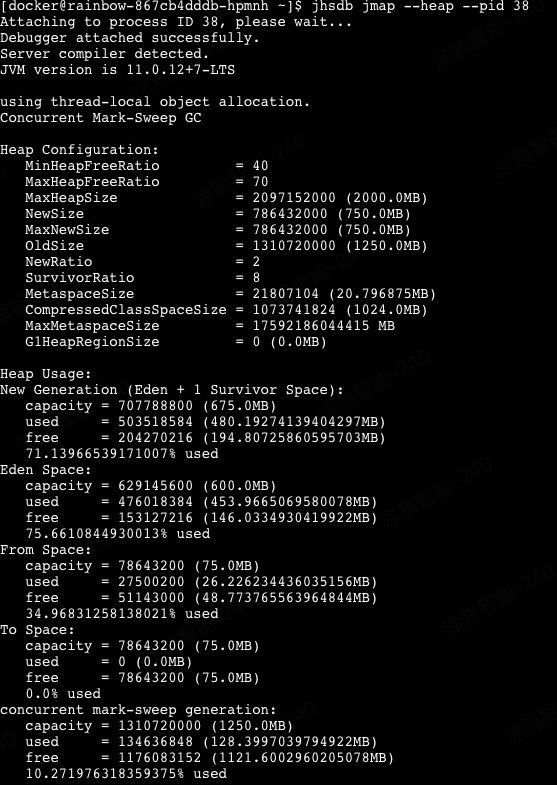 [docker@rainbow-867cb4dddb-hpmnh ~]$ jhsdb jmap --heap --pid 38
Attaching to process ID 38, please wait...
Debugger attached successfully.
Server compiler detected.
JVM version is 11.0.12+7-LTS

using thread-local object allocation.
Concurrent Mark-Sweep GC

Heap Configuration:
   MinHeapFreeRatio         = 40
   MaxHeapFreeRatio         = 70
   MaxHeapSize              = 2097152000 (2000.0MB)
   NewSize                  = 786432000 (750.0MB)
   MaxNewSize               = 786432000 (750.0MB)
   OldSize                  = 1310720000 (1250.0MB)
   NewRatio                 = 2
   SurvivorRatio            = 8
   MetaspaceSize            = 21807104 (20.796875MB)
   CompressedClassSpaceSize = 1073741824 (1024.0MB)
   MaxMetaspaceSize         = 17592186044415 MB
   G1HeapRegionSize         = 0 (0.0MB)

Heap Usage:
New Generation (Eden + 1 Survivor Space):
   capacity = 707788800 (675.0MB)
   used     = 503518584 (480.19274139404297MB)
   free     = 204270216 (194.80725860595703MB)
   71.13966539171007% used
Eden Space:
   capacity = 629145600 (600.0MB)
   used     = 476018384 (453.9665069580078MB)
   free     = 153127216 (146.0334930419922MB)
   75.6610844930013% used
From Space:
   capacity = 78643200 (75.0MB)
   used     = 27500200 (26.226234436035156MB)
   free     = 51143000 (48.773765563964844MB)
   34.96831258138021% used
To Space:
   capacity = 78643200 (75.0MB)
   used     = 0 (0.0MB)
   free     = 78643200 (75.0MB)
   0.0% used
concurrent mark-sweep generation:
   capacity = 1310720000 (1250.0MB)
   used     = 134636848 (128.3997039794922MB)
   free     = 1176083152 (1121.6002960205078MB)
   10.271976318359375% used